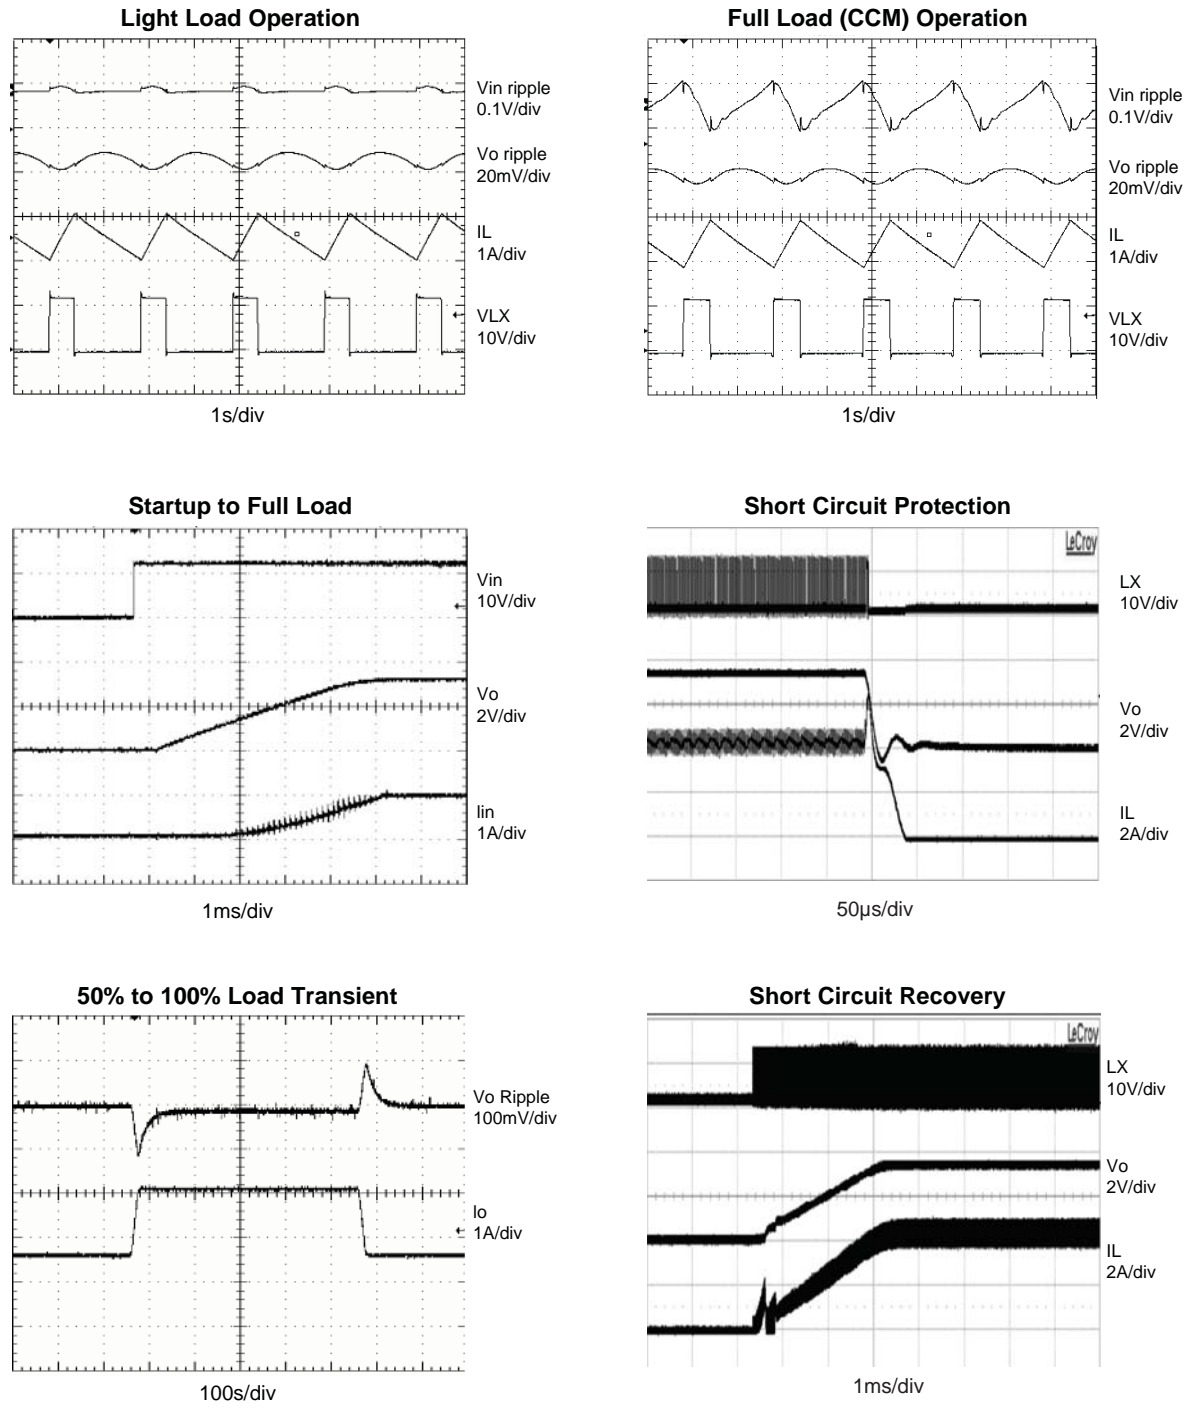 Light Load Operation
Vin ripple
0.1V/div
Vo ripple
20mV/div
IL
1A/div
VLX
10V/div
1s/div
Full Load (CCM) Operation
Vin ripple
0.1V/div
Vo ripple
20mV/div
IL
1A/div
VLX
10V/div
1s/div
Startup to Full Load
Vin
10V/div
Vo
2V/div
Iin
1A/div
1ms/div
Short Circuit Protection
LeCroy
LX
10V/div
Vo
2V/div
IL
2A/div
50µs/div
50% to 100% Load Transient
Vo Ripple
100mV/div
Io
1A/div
100s/div
Short Circuit Recovery
LeCroy
LX
10V/div
Vo
2V/div
IL
2A/div
1ms/div